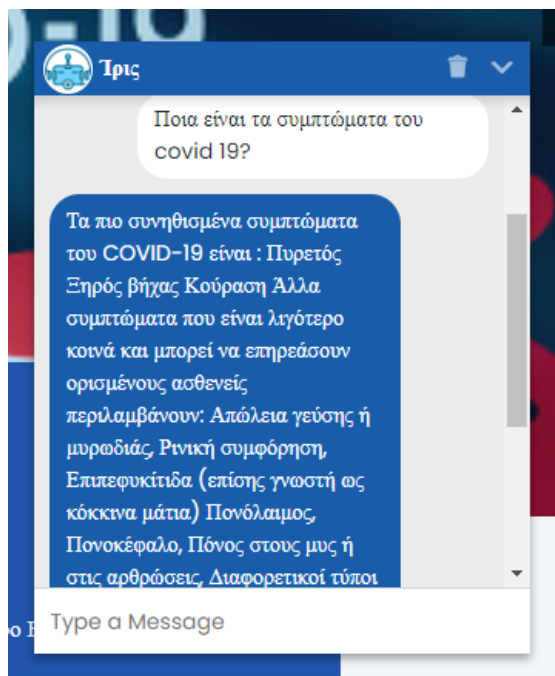 -19
Ίρις
Ποια είναι τα συμπτώματα του
covid 19?
Τα πιο συνηθισμένα συμπτώματα
του COVID-19 είναι : Πυρετός
Ξηρός βήχας Κούραση Άλλα
συμπτώματα που είναι λιγότερο
κοινά και μπορεί να επηρεάσουν
ορισμένους ασθενείς
περιλαμβάνουν: Απώλεια γεύσης ή
μυρωδιάς, Ρινική συμφόρηση,
Επιπεφυκίτιδα (επίσης γνωστή ως
κόκκινα μάτια) Πονόλαιμος,
Πονοκέφαλο, Πόνος στους μυς ή
στις αρθρώσεις, Διαφορετικοί τύποι
Type a Message